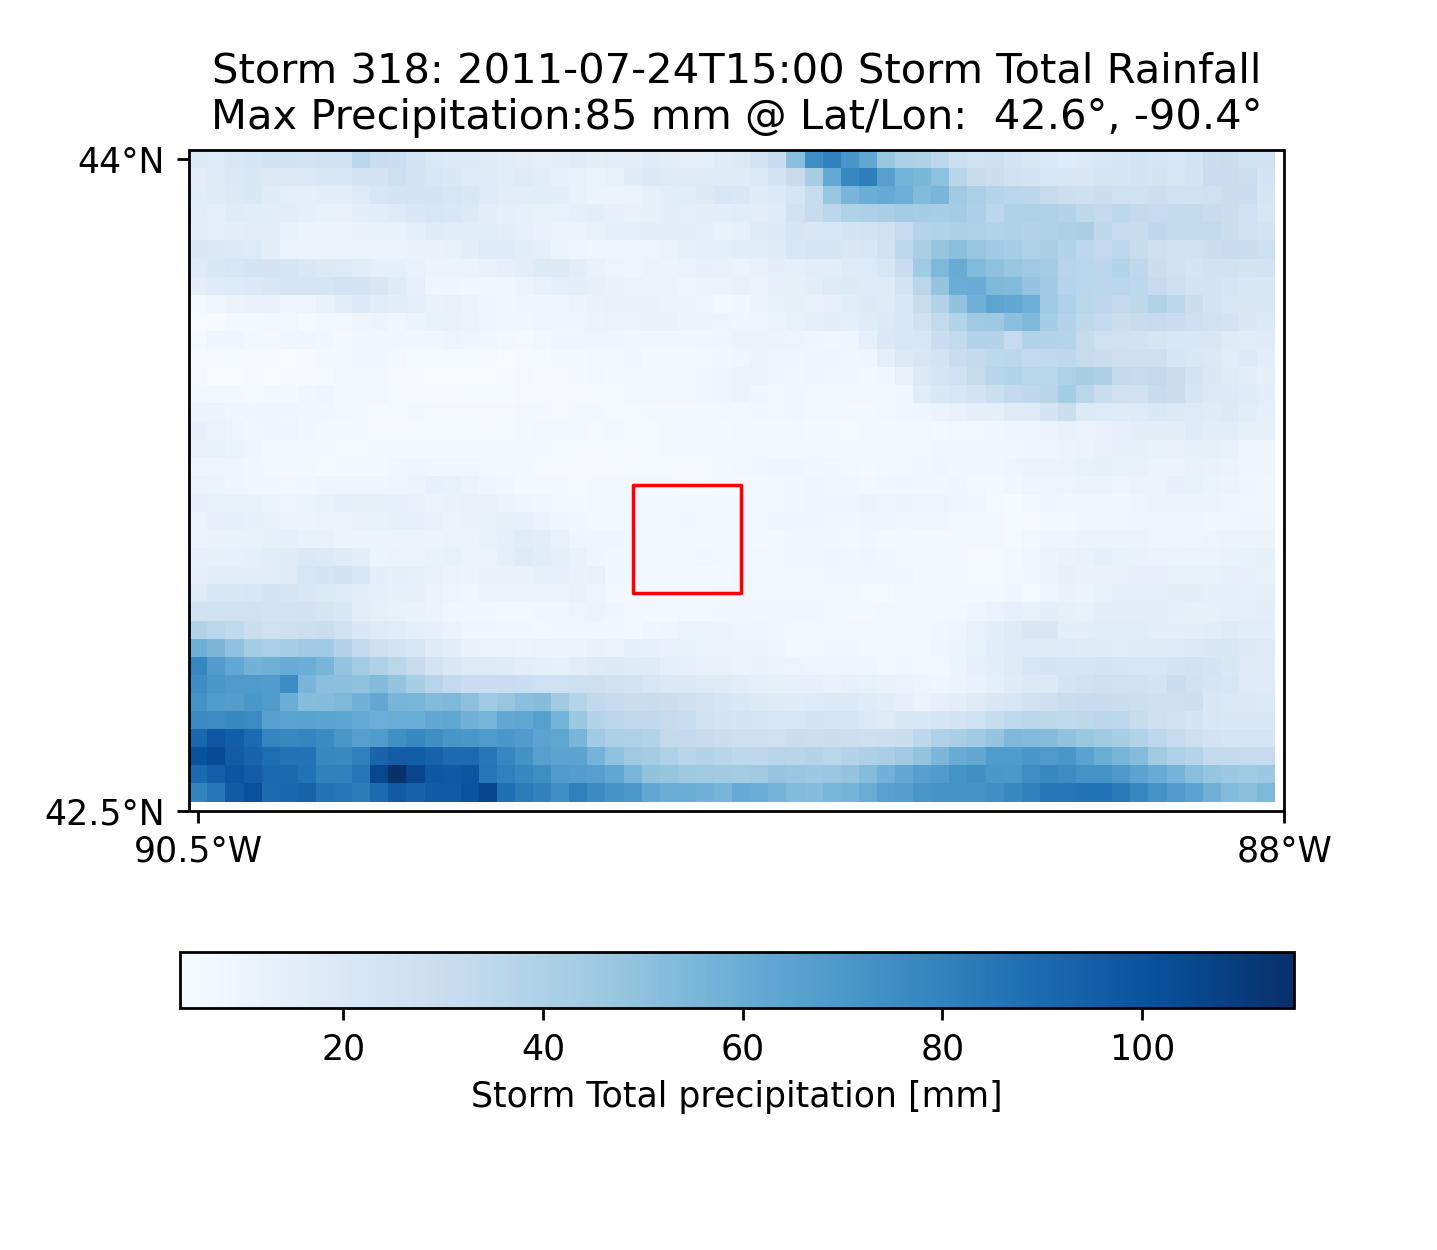 Storm 318: 2011-07-24T15:00 Storm Total Rainfall
Max Precipitation:85 mm @ Lat/Lon:  42.6°, -90.4°
44°N
42.5°N
90.5°W 88°W
20 40 60 80 100
Storm Total precipitation [mm]